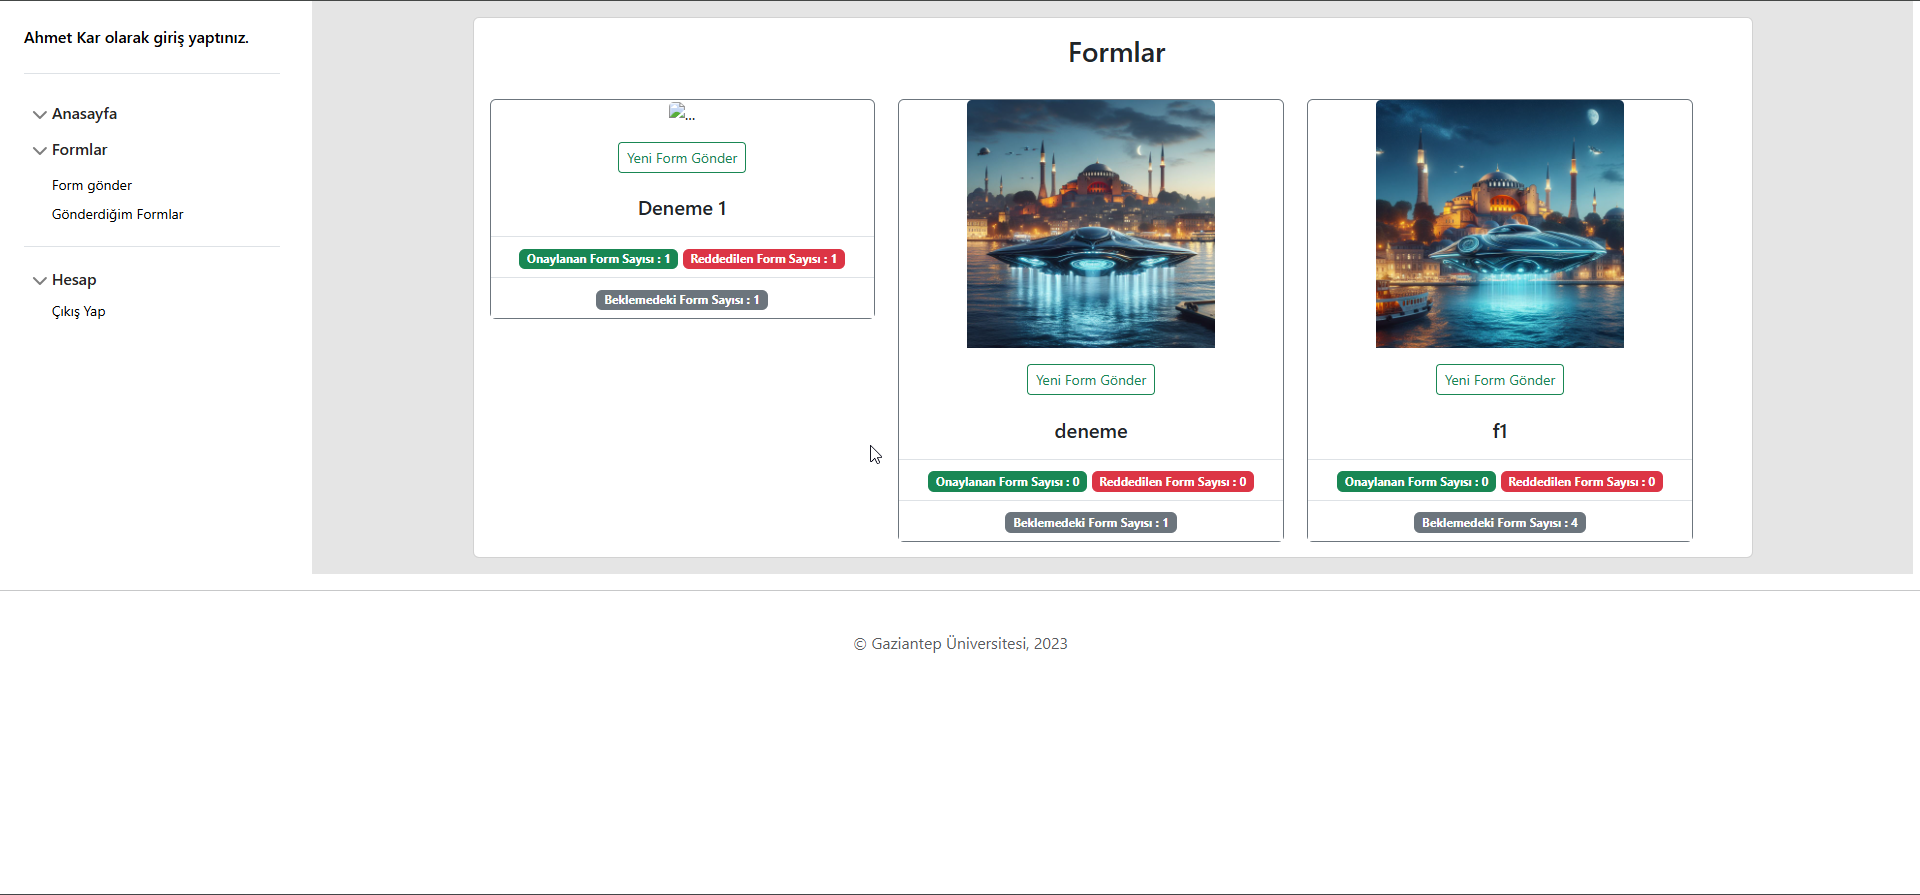 Ahmet Kar olarak giriş yaptınız.
Anasayfa
Formlar
Form gönder
Gönderdiğim Formlar
Hesap
Çıkış Yap
Formlar
...
Yeni Form Gönder
Deneme 1
Onaylanan Form Sayısı : 1 Reddedilen Form Sayısı : 1
Beklemedeki Form Sayısı : 1
Yeni Form Gönder
deneme
Onaylanan Form Sayısı : 0 Reddedilen Form Sayısı : 0
Beklemedeki Form Sayısı : 1
Yeni Form Gönder
f1
Onaylanan Form Sayısı : 0 Reddedilen Form Sayısı : 0
Beklemedeki Form Sayısı : 4
© Gaziantep Üniversitesi, 2023